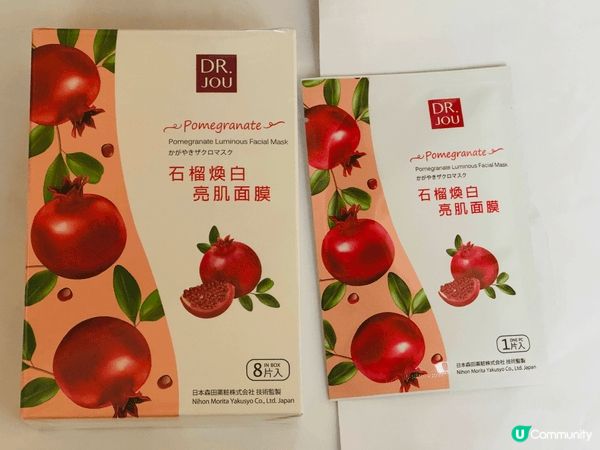 DR.
JOU
Pomegranate
Pomegranate Luminous Facial Mask
かがやきザクロマスク
石榴煥白
亮肌面膜
8 IN BOX 片入
日本森田薬粧株式会社 技術監製
Nihon Morita Yakusyo Co., Ltd. Japan
DR.
JOU
Pomegranate
Pomegranate Luminous Facial Mask
かがやきザクロマスク
石榴煥白
亮肌面膜
1 ONE PC 片入
日本森田薬粧株式会社 技術監製
Nihon Morita Yakusyo Co., Ltd. Japan
U Community